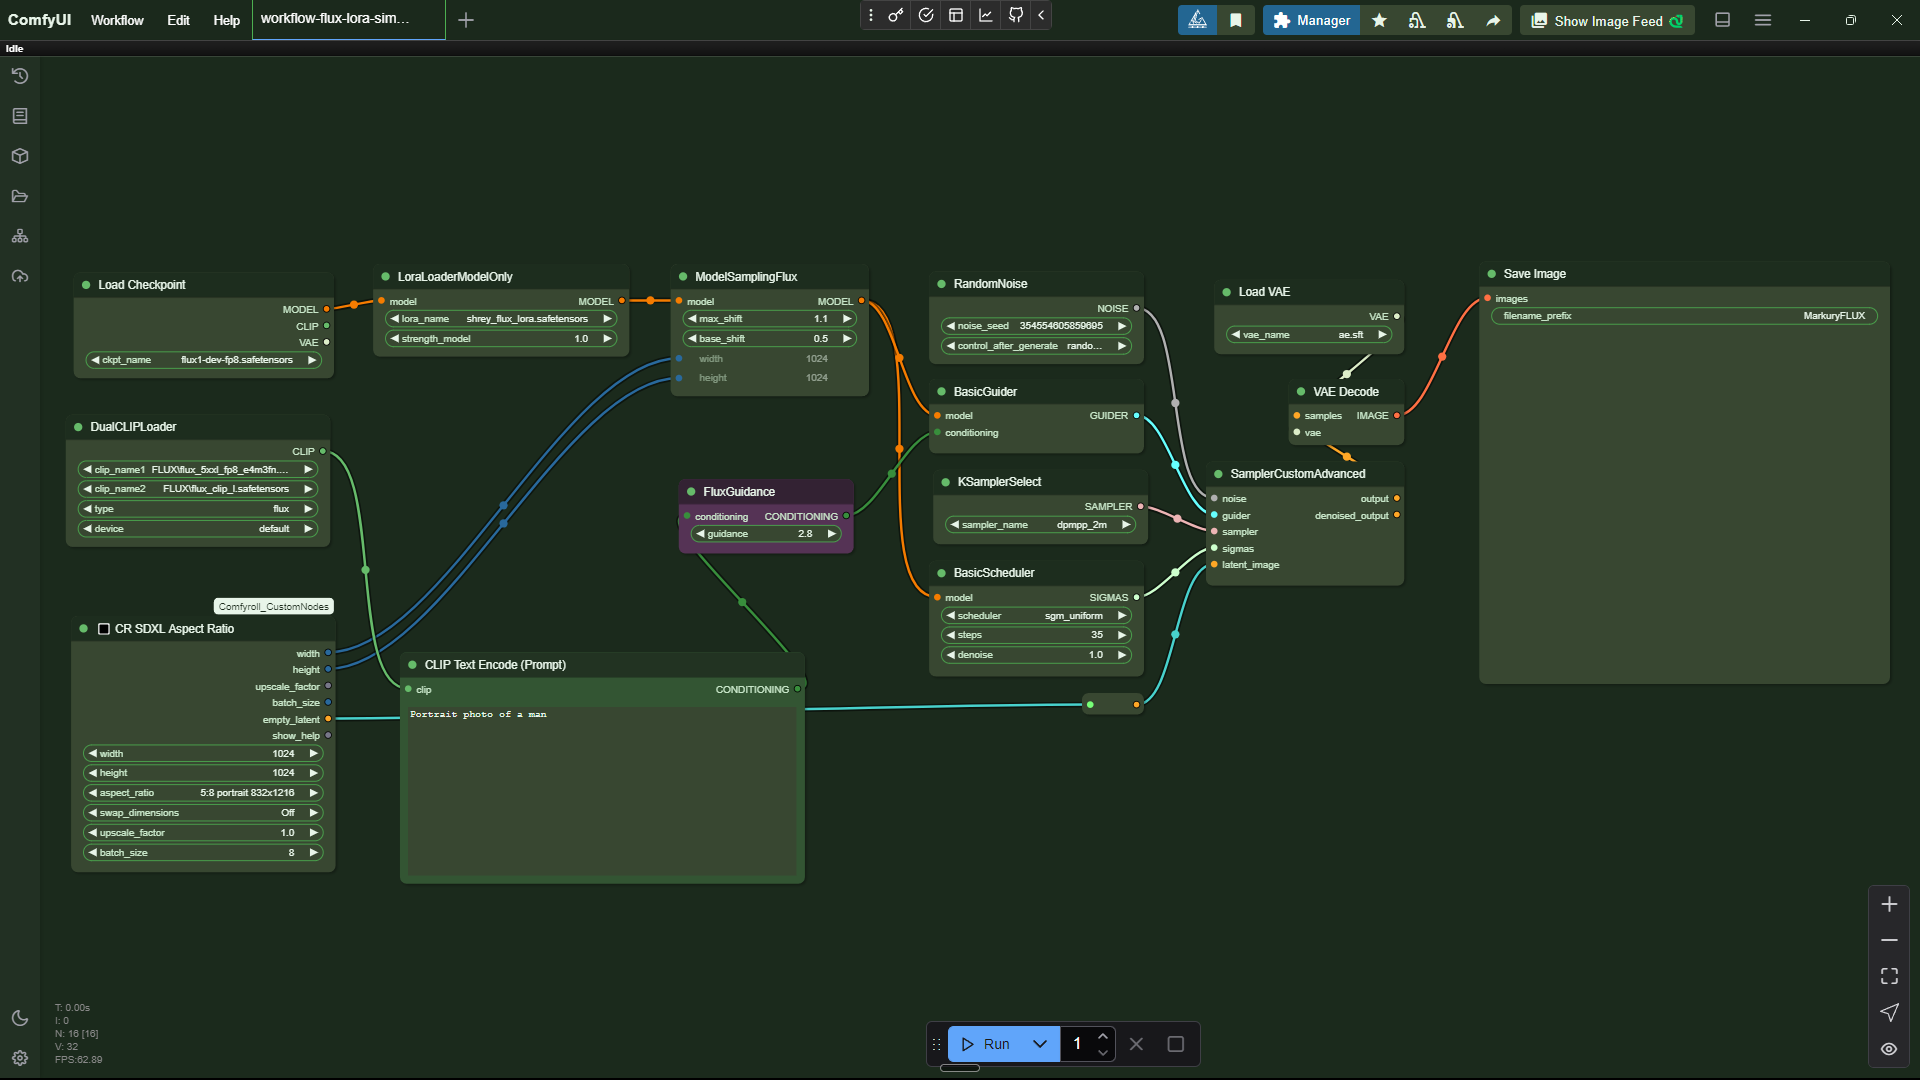 ComfyUI
Workflow
Edit
Help
workflow-flux-lora-sim...
Manager
Show Image Feed
Idle
Load Checkpoint
MODEL
CLIP
VAE
ckpt_name flux1-dev-fp8.safetensors
LoraLoaderModelOnly
model MODEL
lora_name shrey_flux_lora.safetensors
strength_model 1.0
ModelSamplingFlux
model MODEL
max_shift 1.1
base_shift 0.5
width 1024
height 1024
RandomNoise
NOISE
noise_seed 354554605859695
control_after_generate rando...
Load VAE
VAE
vae_name ae.sft
Save Image
images
filename_prefix MarkuryFLUX
BasicGuider
model GUIDER
conditioning
VAE Decode
samples IMAGE
vae
DualCLIPLoader
CLIP
clip_name1 FLUX\flux_5xxl_fp8_e4m3fn....
clip_name2 FLUX\flux_clip_l.safetensors
type flux
device default
FluxGuidance
conditioning CONDITIONING
guidance 2.8
KSamplerSelect
SAMPLER
sampler_name dpmpp_2m
SamplerCustomAdvanced
noise output
guider denoised_output
sampler
sigmas
latent_image
BasicScheduler
model SIGMAS
scheduler sgm_uniform
steps 35
denoise 1.0
Comfyroll_CustomNodes
CR SDXL Aspect Ratio
width
height
upscale_factor
batch_size
empty_latent
show_help
width 1024
height 1024
aspect_ratio 5:8 portrait 832x1216
swap_dimensions Off
upscale_factor 1.0
batch_size 8
CLIP Text Encode (Prompt)
clip CONDITIONING
Portrait photo of a man
T: 0.00s
I: 0
N: 16 [16]
V: 32
FPS:62.89
Run
1